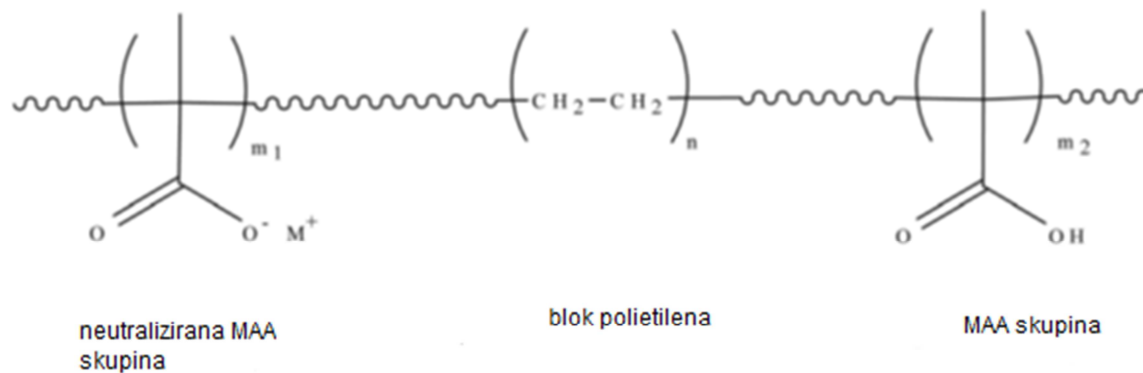 CH₂–CH₂
m₁
n
m₂
O
O⁻ M⁺
O
OH
neutralizirana MAA
skupina
blok polietilena
MAA skupina